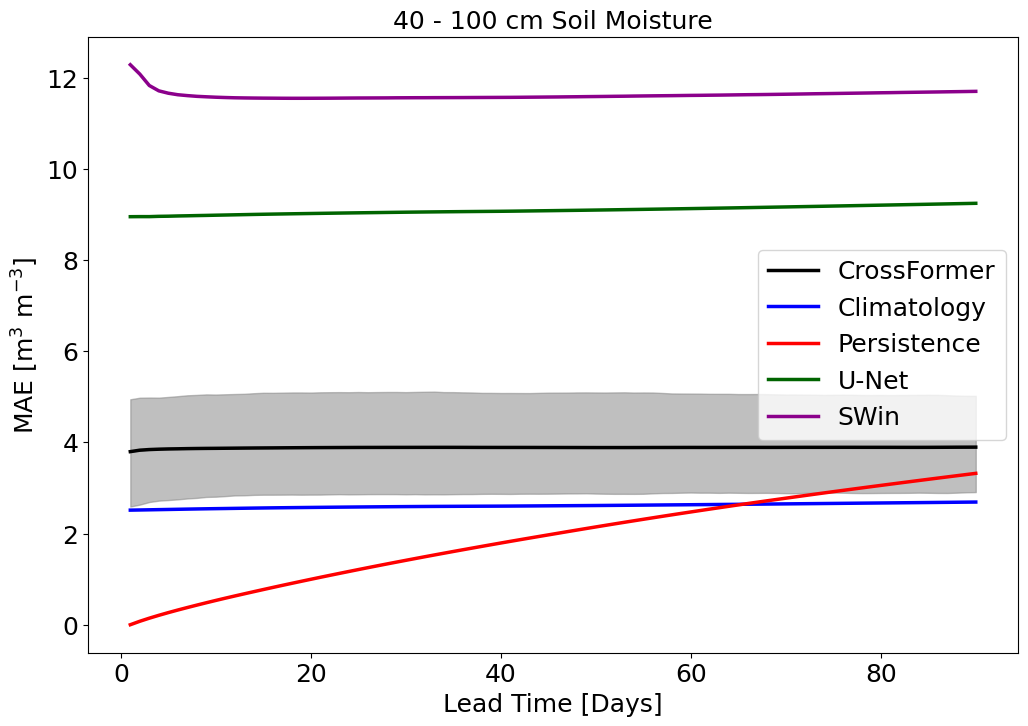 40 - 100 cm Soil Moisture
MAE [m³ m⁻³]
12
10
8
6
4
2
0
CrossFormer
Climatology
Persistence
U-Net
SWin
0 20 40 60 80
Lead Time [Days]